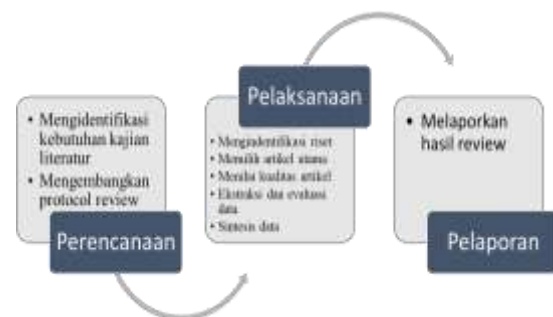 • Mengidentifikasi
kebutuhan kajian
literatur
• Mengembangkan
protocol review
Perencanaan
Pelaksanaan
• Mengindentifikasi riset
• Memilih artikel utama
• Menilai kualitas artikel
• Ekstraksi dan evaluasi
data
• Sintesis data
• Melaporkan
hasil review
Pelaporan